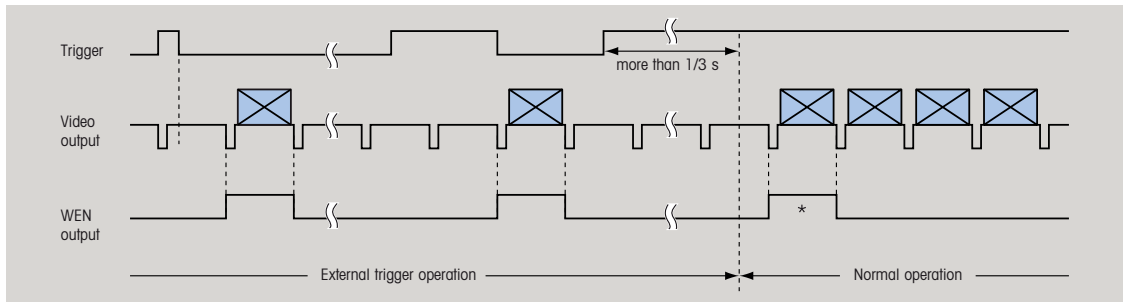 Trigger
more than 1/3 s
Video
output
WEN
output
*
External trigger operation
Normal operation